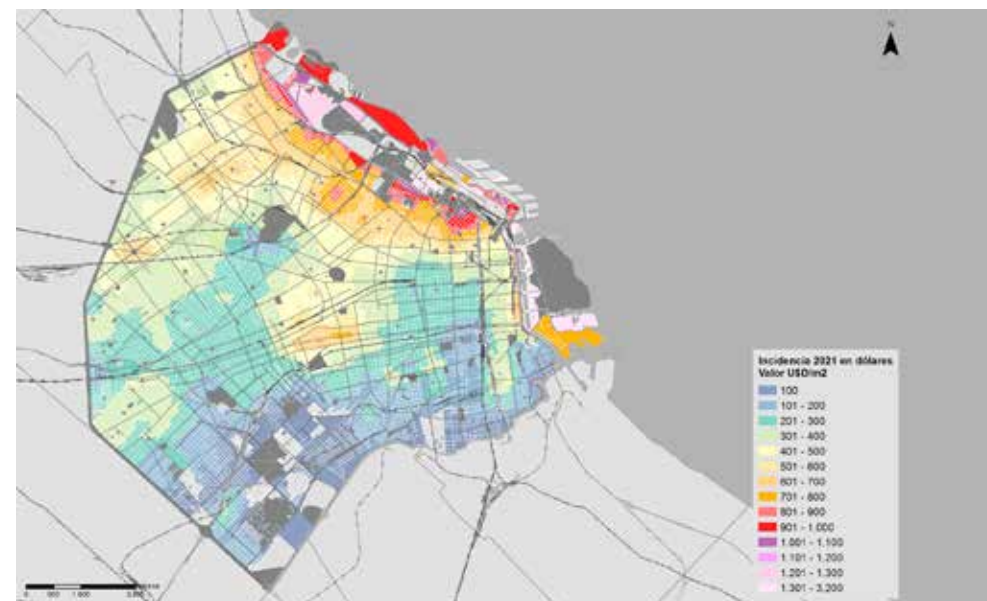 N
Incidencia 2021 en dólares
Valor USD/m2
100
101 - 200
201 - 300
301 - 400
401 - 500
501 - 600
601 - 700
701 - 800
801 - 900
901 - 1.000
1.001 - 1.100
1.101 - 1.200
1.201 - 1.300
1.301 - 3.200
0